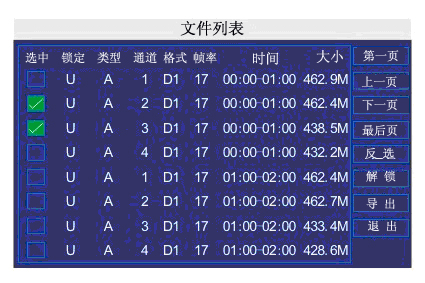 文件列表
选中 锁定 类型 通道 格式 帧率 时间 大小 第一页
U A 1 D1 17 00:00-01:00 462.9M 上一页
U A 2 D1 17 00:00-01:00 462.4M 下一页
U A 3 D1 17 00:00-01:00 438.5M 最后页
U A 4 D1 17 00:00-01:00 432.2M 反 选
U A 1 D1 17 01:00-02:00 462.4M 解 锁
U A 2 D1 17 01:00-02:00 462.7M 导 出
U A 3 D1 17 01:00-02:00 433.4M 退 出
U A 4 D1 17 01:00-02:00 428.6M